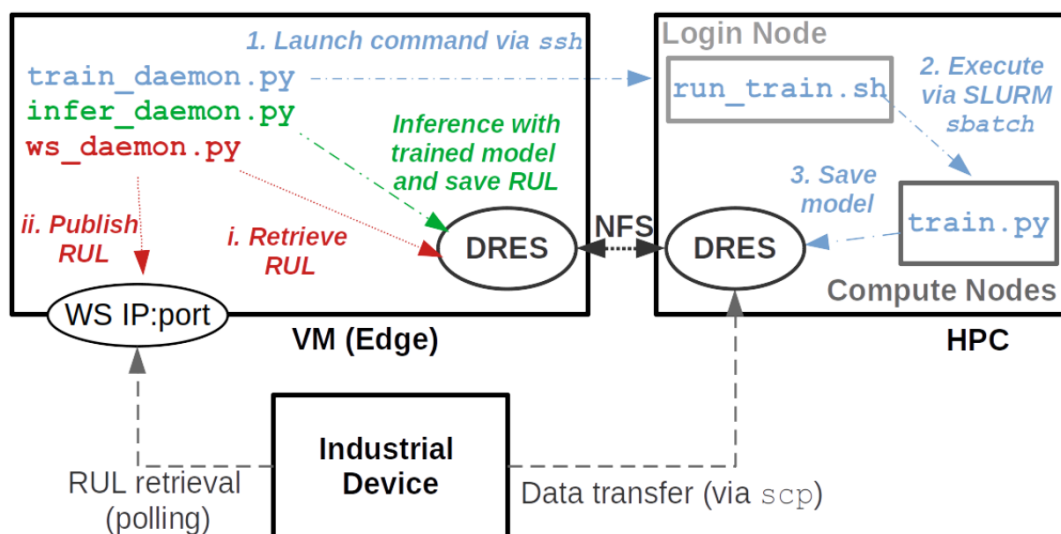 1. Launch command via ssh
train_daemon.py
infer_daemon.py
ws_daemon.py
Inference with
trained model
and save RUL
ii. Publish
RUL
i. Retrieve
RUL
DRES
WS IP:port
VM (Edge)
NFS
Login Node
run_train.sh
2. Execute
via SLURM
sbatch
3. Save
model
train.py
DRES
Compute Nodes
HPC
Industrial
Device
RUL retrieval
(polling)
Data transfer (via scp)